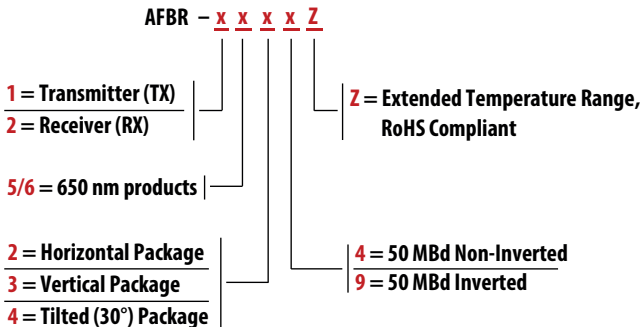 AFBR – x x x x Z
1 = Transmitter (TX)
2 = Receiver (RX)
5/6 = 650 nm products
2 = Horizontal Package
3 = Vertical Package
4 = Tilted (30°) Package
Z = Extended Temperature Range,
RoHS Compliant
4 = 50 MBd Non-Inverted
9 = 50 MBd Inverted